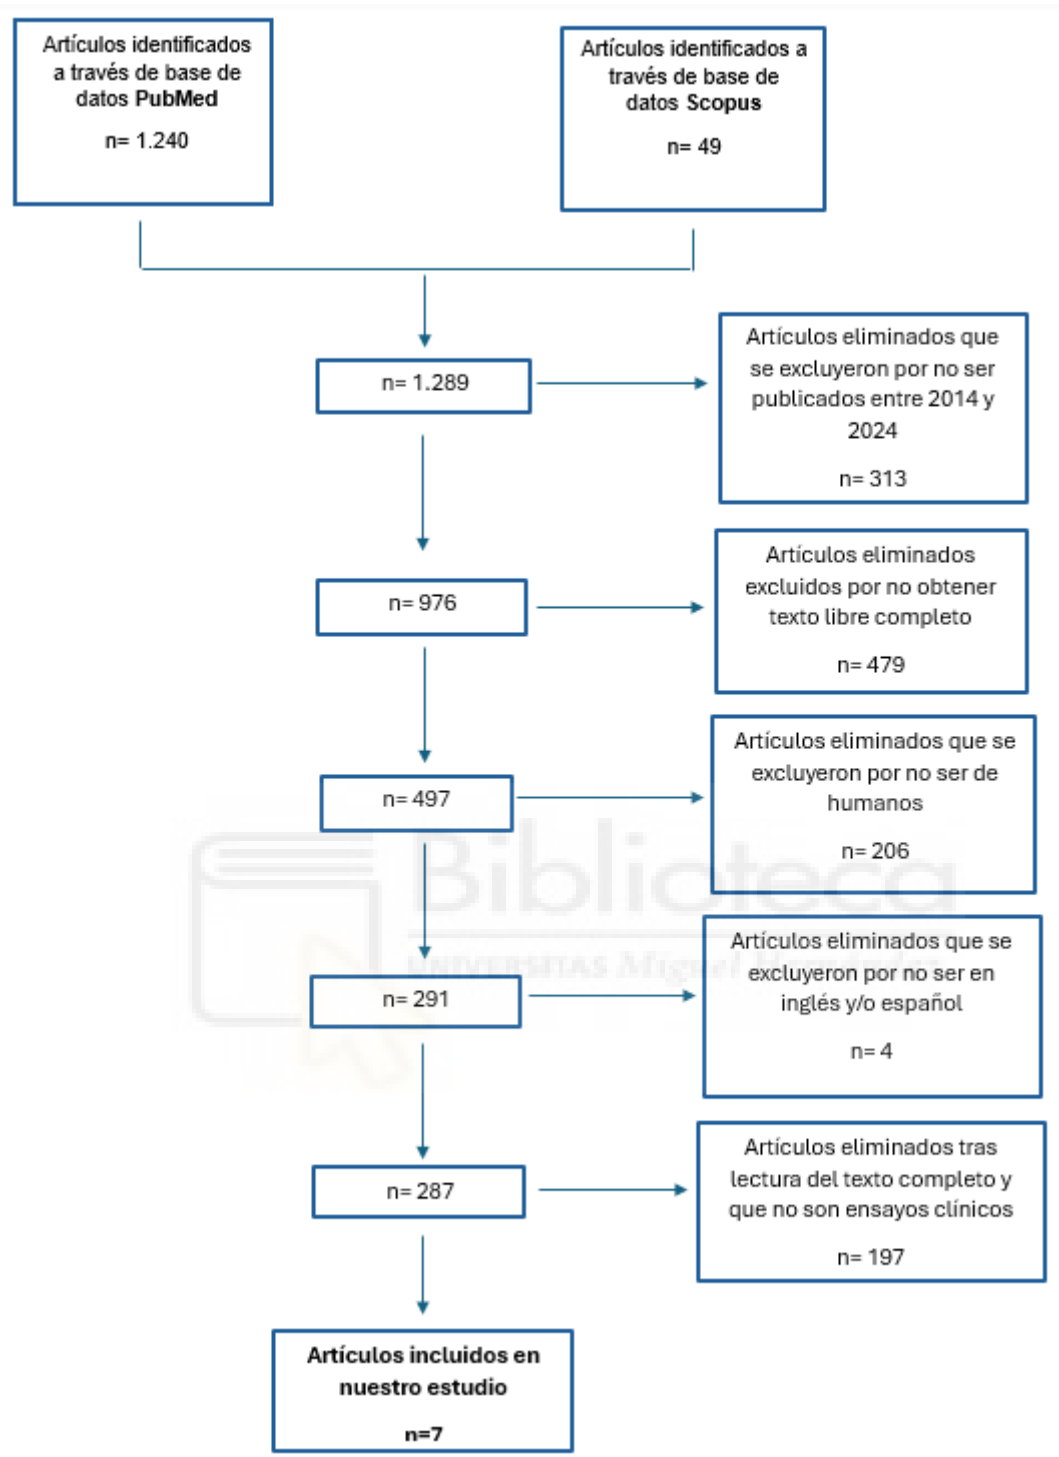 Artículos identificados
a través de base de
datos PubMed
n= 1.240
Artículos identificados a
través de base de
datos Scopus
n= 49
n= 1.289
Artículos eliminados que
se excluyeron por no ser
publicados entre 2014 y
2024
n= 313
n= 976
Artículos eliminados
excluidos por no obtener
texto libre completo
n= 479
n= 497
Artículos eliminados que se
excluyeron por no ser de
humanos
n= 206
Biblioteca
UNIVERSITAS Miguel Hernández
n= 291
Artículos eliminados que se
excluyeron por no ser en
inglés y/o español
n= 4
n= 287
Artículos eliminados tras
lectura del texto completo y
que no son ensayos clínicos
n= 197
Artículos incluidos en
nuestro estudio
n=7